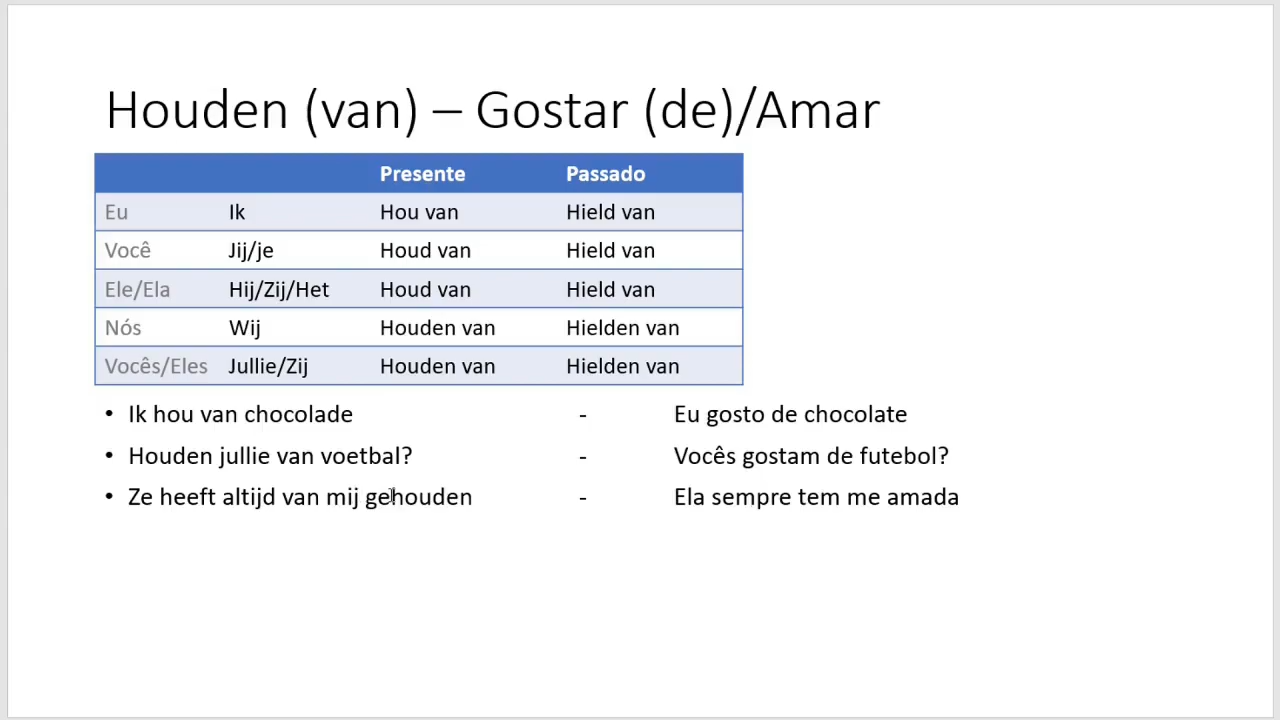 Houden (van) – Gostar (de)/Amar
Presente Passado
Eu Ik Hou van Hield van
Você Jij/je Houd van Hield van
Ele/Ela Hij/Zij/Het Houd van Hield van
Nós Wij Houden van Hielden van
Vocês/Eles Jullie/Zij Houden van Hielden van
• Ik hou van chocolade - Eu gosto de chocolate
• Houden jullie van voetbal? - Vocês gostam de futebol?
• Ze heeft altijd van mij gehouden - Ela sempre tem me amada